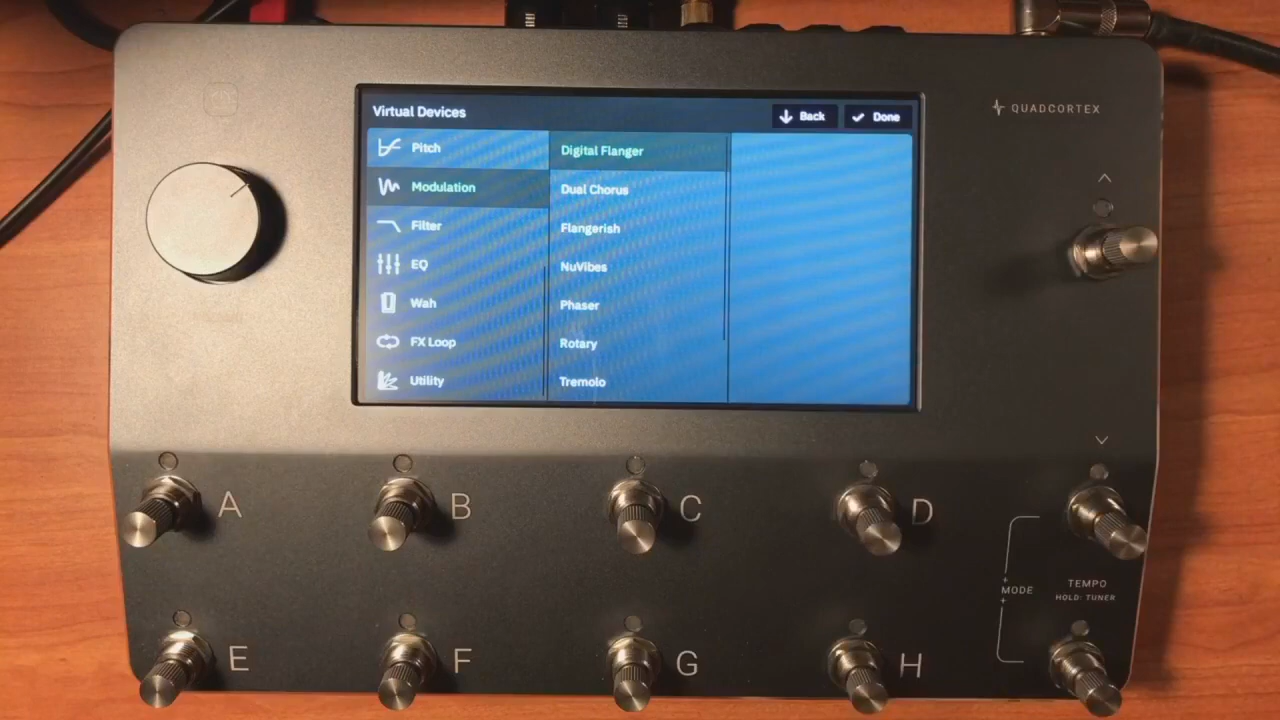 Virtual Devices
Back
Done
QUADCORTEX
Pitch
Modulation
Filter
EQ
Wah
FX Loop
Utility
Digital Flanger
Dual Chorus
Flangerish
NuVibes
Phaser
Rotary
Tremolo
A
B
C
D
MODE
TEMPO
HOLD: TUNER
E
F
G
H